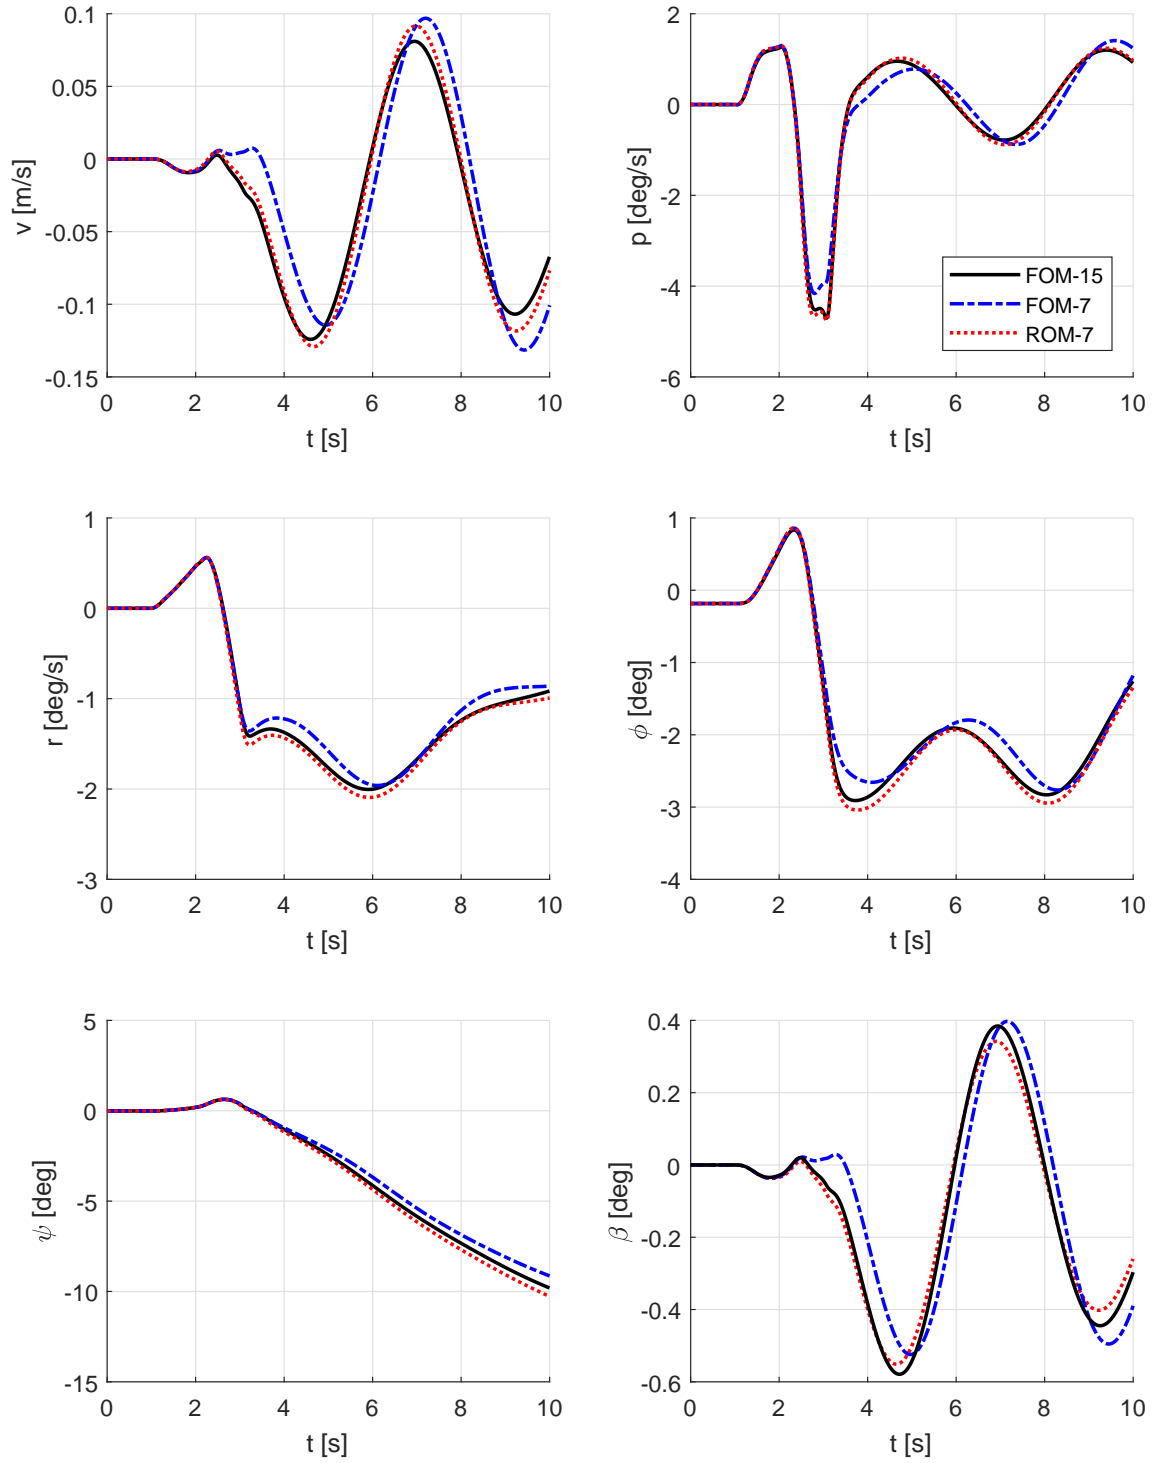 0.1
0.05
0
-0.05
-0.1
-0.15
v [m/s]
0 2 4 6 8 10
t [s]
2
0
-2
-4
-6
p [deg/s]
FOM-15
FOM-7
ROM-7
0 2 4 6 8 10
t [s]
1
0
-1
-2
-3
r [deg/s]
0 2 4 6 8 10
t [s]
1
0
-1
-2
-3
-4
ϕ [deg]
0 2 4 6 8 10
t [s]
5
0
-5
-10
-15
ψ [deg]
0 2 4 6 8 10
t [s]
0.4
0.2
0
-0.2
-0.4
-0.6
β [deg]
0 2 4 6 8 10
t [s]